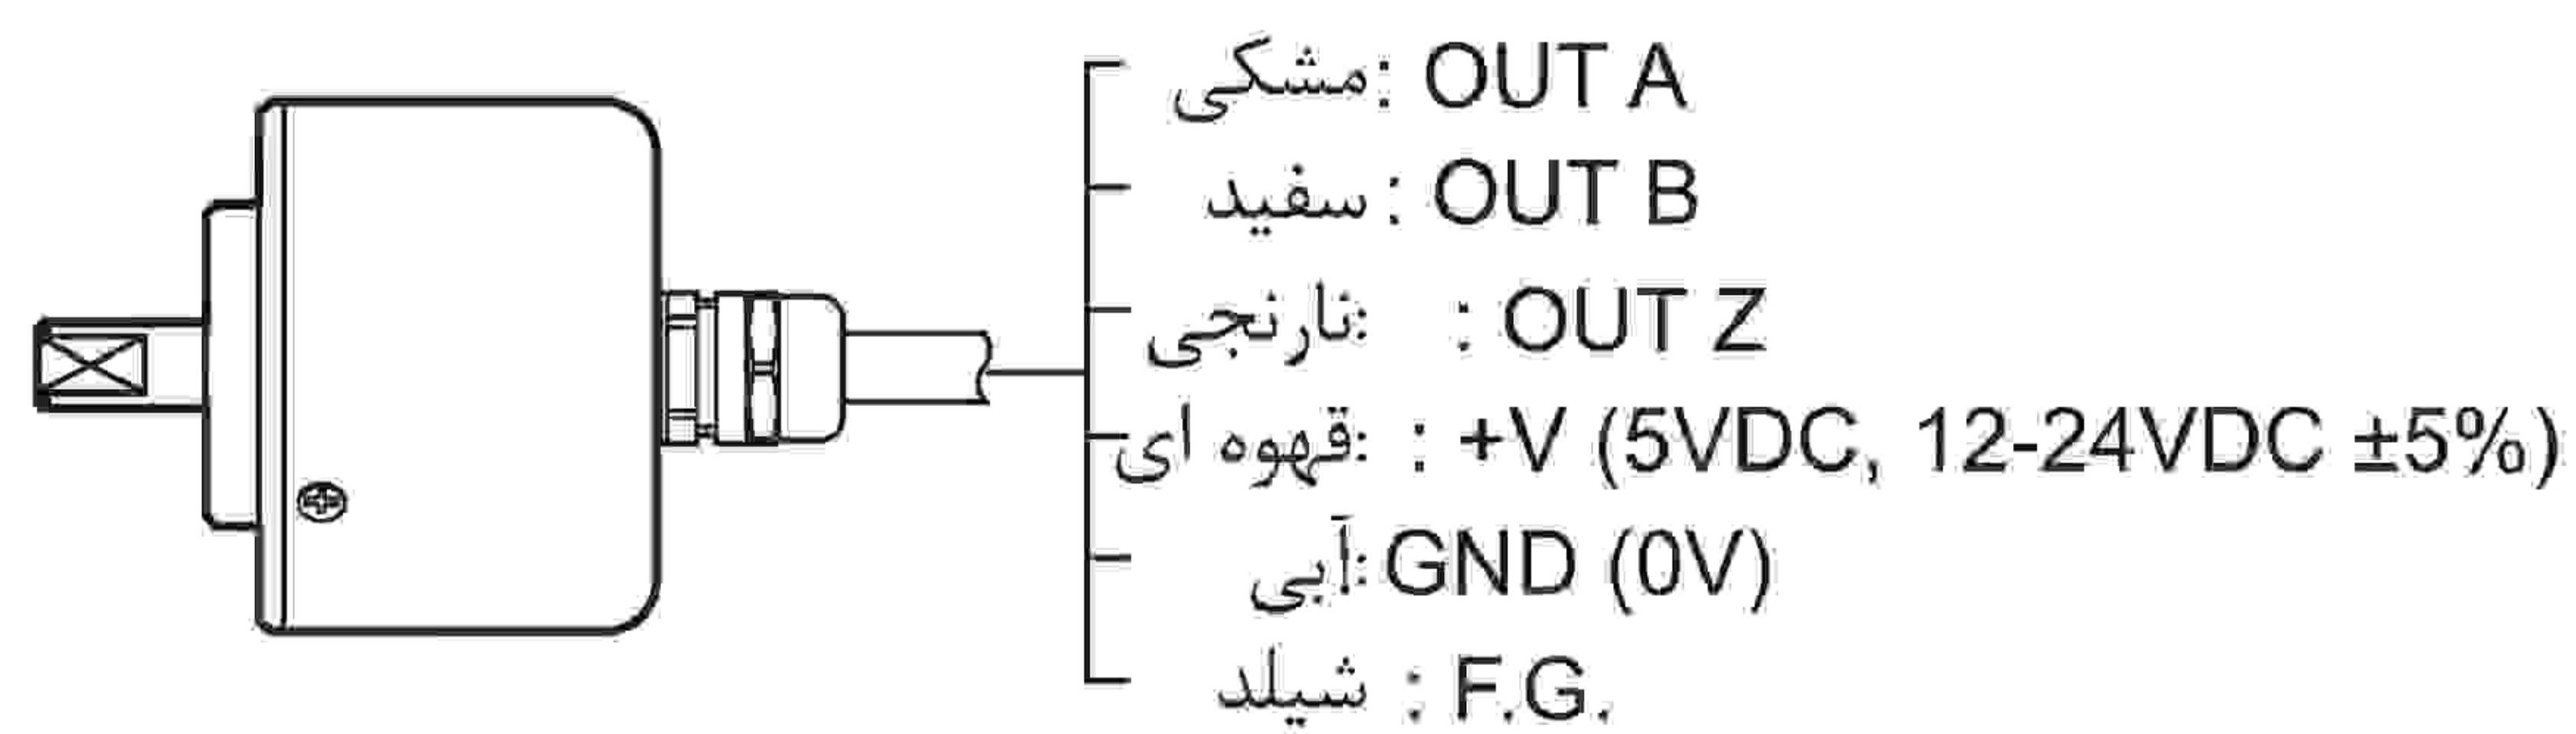 مشکی: OUT A
سفید : OUT B
نارنجی: : OUT Z
قهوه ای: : +V (5VDC, 12-24VDC ±5%)
آبی: GND (0V)
شیلد : F.G.